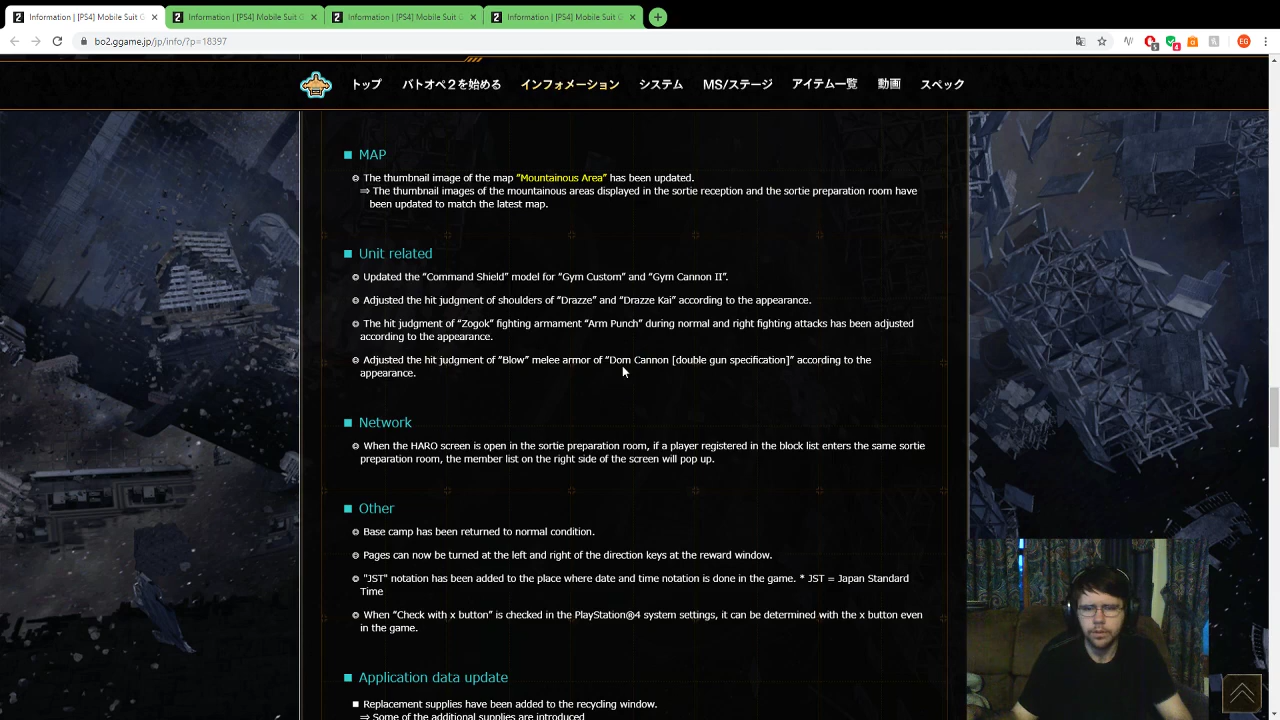 Information | [PS4] Mobile Suit G
Information | [PS4] Mobile Suit G
Information | [PS4] Mobile Suit G
Information | [PS4] Mobile Suit G
bo2.ggame.jp/jp/info/?p=18397
5
4
EG
トップ バトオペ２を始める インフォメーション システム MS/ステージ アイテム一覧 動画 スペック
MAP
The thumbnail image of the map “Mountainous Area” has been updated.
⇒ The thumbnail images of the mountainous areas displayed in the sortie reception and the sortie preparation room have
been updated to match the latest map.
Unit related
Updated the “Command Shield” model for “Gym Custom” and “Gym Cannon II”.
Adjusted the hit judgment of shoulders of “Drazze” and “Drazze Kai” according to the appearance.
The hit judgment of “Zogok” fighting armament “Arm Punch” during normal and right fighting attacks has been adjusted
according to the appearance.
Adjusted the hit judgment of “Blow” melee armor of “Dom Cannon [double gun specification]” according to the
appearance.
Network
When the HARO screen is open in the sortie preparation room, if a player registered in the block list enters the same sortie
preparation room, the member list on the right side of the screen will pop up.
Other
Base camp has been returned to normal condition.
Pages can now be turned at the left and right of the direction keys at the reward window.
"JST" notation has been added to the place where date and time notation is done in the game. * JST = Japan Standard
Time
When “Check with x button” is checked in the PlayStation®4 system settings, it can be determined with the x button even
in the game.
Application data update
Replacement supplies have been added to the recycling window.
⇒ Some of the additional supplies are introduced